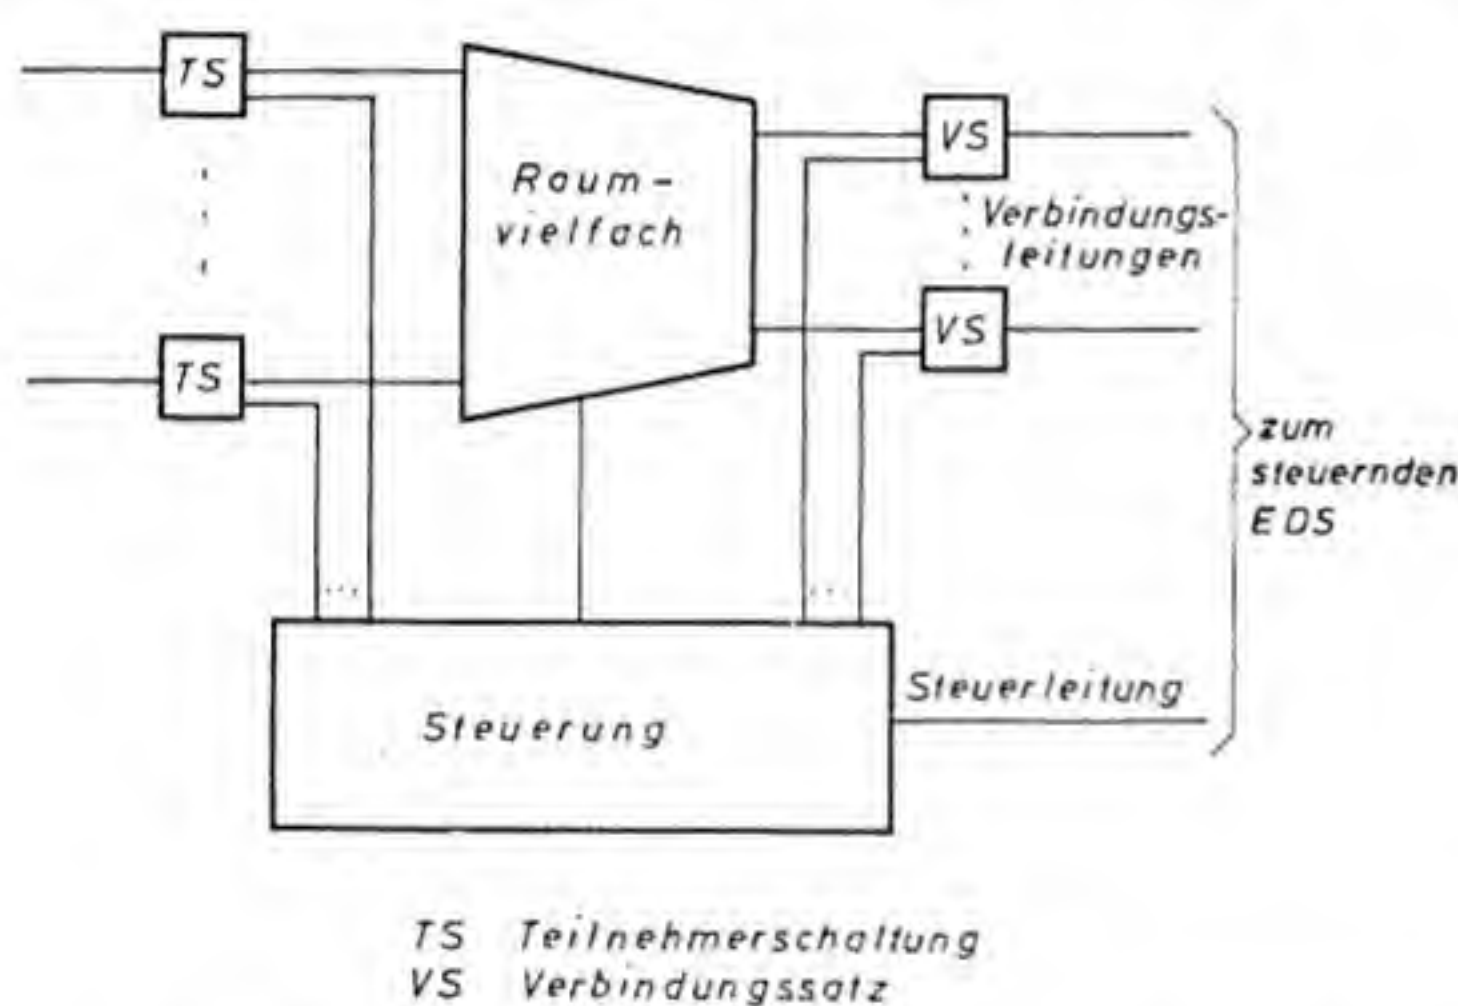 TS
Raum-
vielfach
VS
Verbindungs-
leitungen
TS
VS
zum
steuernden
EDS
Steuerleitung
Steuerung
TS Teilnehmerschaltung
VS Verbindungssatz